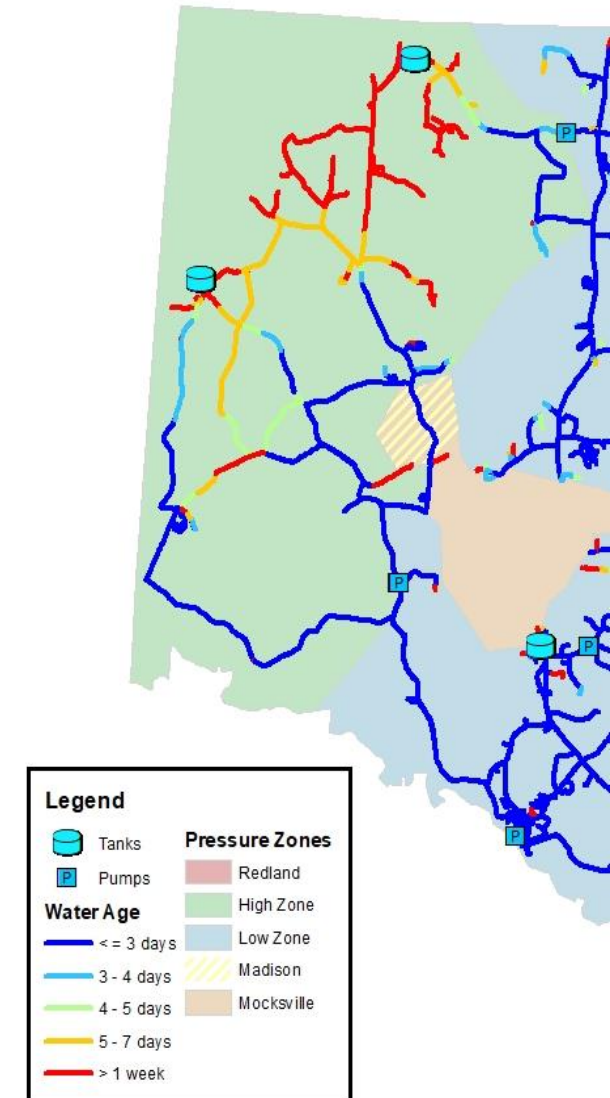 P
P
P
P
Legend
Tanks
P Pumps
Water Age
< = 3 days
3 - 4 days
4 - 5 days
5 - 7 days
> 1 week
Pressure Zones
Redland
High Zone
Low Zone
Madison
Mocksville